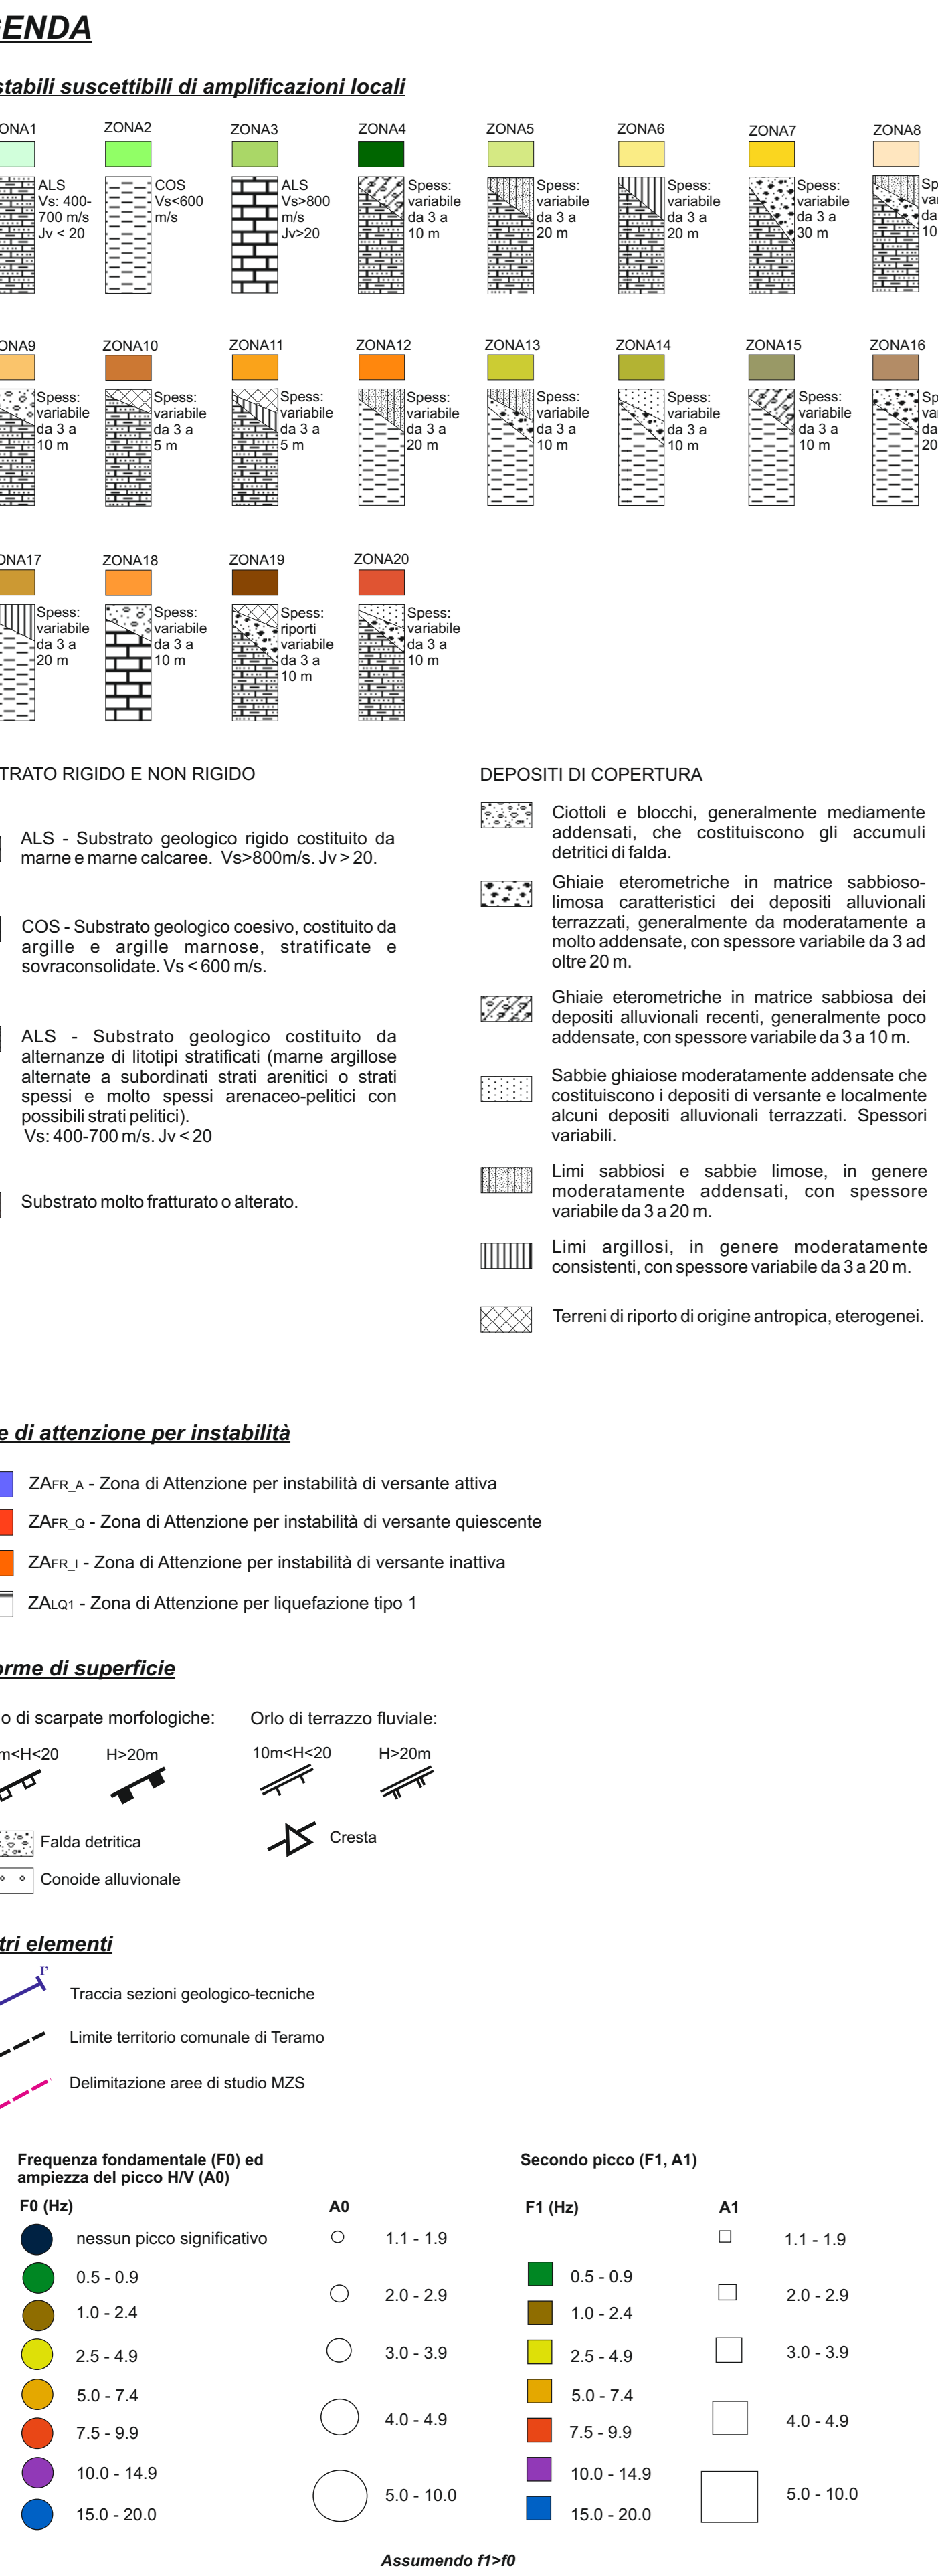 GENDA
stabili suscettibili di amplificazioni locali
ZONA1
ZONA2
ZONA3
ZONA4
ZONA5
ZONA6
ZONA7
ZONA8
ALS
Vs: 400-
700 m/s
Jv < 20
COS
Vs<600
m/s
ALS
Vs>800
m/s
Jv>20
Spess:
variabile
da 3 a
10 m
Spess:
variabile
da 3 a
20 m
Spess:
variabile
da 3 a
20 m
Spess:
variabile
da 3 a
30 m
Sp
var
da
10
ONA9
ZONA10
ZONA11
ZONA12
ZONA13
ZONA14
ZONA15
ZONA16
Spess:
variabile
da 3 a
10 m
Spess:
variabile
da 3 a
5 m
Spess:
variabile
da 3 a
5 m
Spess:
variabile
da 3 a
20 m
Spess:
variabile
da 3 a
10 m
Spess:
variabile
da 3 a
10 m
Spess:
variabile
da 3 a
10 m
Sp
var
da
20
ONA17
ZONA18
ZONA19
ZONA20
Spess:
variabile
da 3 a
20 m
Spess:
variabile
da 3 a
10 m
Spess:
riporti
variabile
da 3 a
10 m
Spess:
variabile
da 3 a
10 m
TRATO RIGIDO E NON RIGIDO
ALS - Substrato geologico rigido costituito da
marne e marne calcaree. Vs>800m/s. Jv > 20.
COS - Substrato geologico coesivo, costituito da
argille e argille marnose, stratificate e
sovraconsolidate. Vs < 600 m/s.
ALS - Substrato geologico costituito da
alternanze di litotipi stratificati (marne argillose
alternate a subordinati strati arenitici o strati
spessi e molto spessi arenaceo-pelitici con
possibili strati pelitici).
Vs: 400-700 m/s. Jv < 20
Substrato molto fratturato o alterato.
DEPOSITI DI COPERTURA
Ciottoli e blocchi, generalmente mediamente
addensati, che costituiscono gli accumuli
detritici di falda.
Ghiaie eterometriche in matrice sabbioso-
limosa caratteristici dei depositi alluvionali
terrazzati, generalmente da moderatamente a
molto addensate, con spessore variabile da 3 ad
oltre 20 m.
Ghiaie eterometriche in matrice sabbiosa dei
depositi alluvionali recenti, generalmente poco
addensate, con spessore variabile da 3 a 10 m.
Sabbie ghiaiose moderatamente addensate che
costituiscono i depositi di versante e localmente
alcuni depositi alluvionali terrazzati. Spessori
variabili.
Limi sabbiosi e sabbie limose, in genere
moderatamente addensati, con spessore
variabile da 3 a 20 m.
Limi argillosi, in genere moderatamente
consistenti, con spessore variabile da 3 a 20 m.
Terreni di riporto di origine antropica, eterogenei.
e di attenzione per instabilità
ZAFR_A - Zona di Attenzione per instabilità di versante attiva
ZAFR_Q - Zona di Attenzione per instabilità di versante quiescente
ZAFR_I - Zona di Attenzione per instabilità di versante inattiva
ZALQ1 - Zona di Attenzione per liquefazione tipo 1
orme di superficie
o di scarpate morfologiche:
Orlo di terrazzo fluviale:
m<H<20
H>20m
10m<H<20
H>20m
Falda detritica
Cresta
Conoide alluvionale
tri elementi
I'
Traccia sezioni geologico-tecniche
Limite territorio comunale di Teramo
Delimitazione aree di studio MZS
Frequenza fondamentale (F0) ed
ampiezza del picco H/V (A0)
Secondo picco (F1, A1)
F0 (Hz)
A0
F1 (Hz)
A1
nessun picco significativo
1.1 - 1.9
1.1 - 1.9
0.5 - 0.9
2.0 - 2.9
0.5 - 0.9
2.0 - 2.9
1.0 - 2.4
1.0 - 2.4
2.5 - 4.9
3.0 - 3.9
2.5 - 4.9
3.0 - 3.9
5.0 - 7.4
4.0 - 4.9
5.0 - 7.4
4.0 - 4.9
7.5 - 9.9
7.5 - 9.9
10.0 - 14.9
5.0 - 10.0
10.0 - 14.9
5.0 - 10.0
15.0 - 20.0
15.0 - 20.0
Assumendo f1>f0